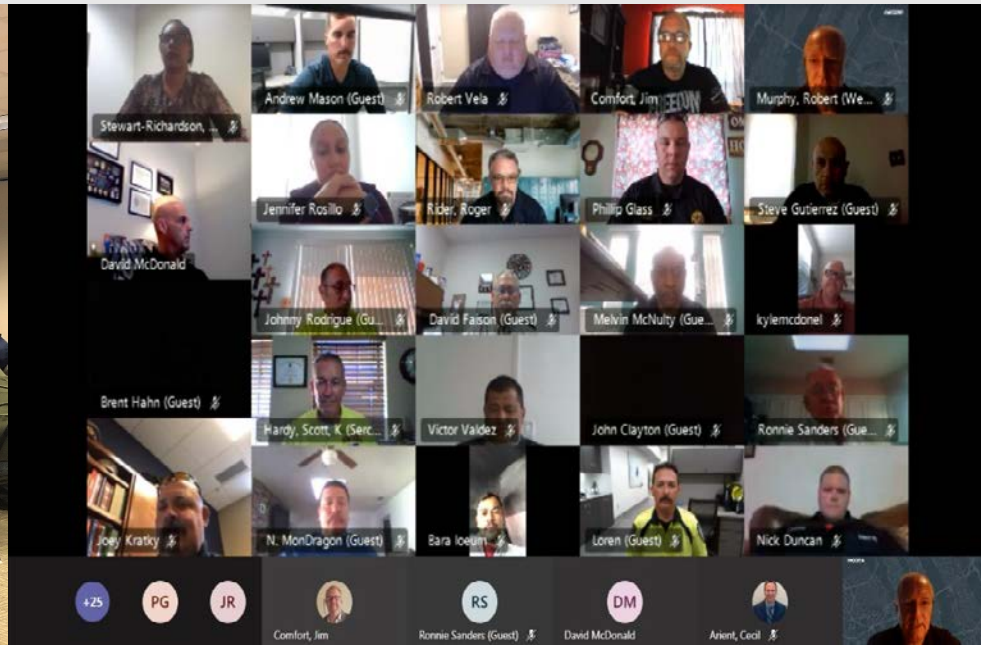 Stewart-Richardson, ...
Andrew Mason (Guest)
Robert Vela
Comfort, Jim
Murphy, Robert (We...
David McDonald
Jennifer Rosillo
Rider, Roger
Phillip Glass
Steve Gutierrez (Guest)
Johnny Rodrigue (Gu...
David Faison (Guest)
Melvin McNulty (Gue...
kylemcdonel
Brent Hahn (Guest)
Hardy, Scott, K (Serc...
Victor Valdez
John Clayton (Guest)
Ronnie Sanders (Gue...
Joey Kratky
N. MonDragon (Guest)
Bara Ioeum
Loren (Guest)
Nick Duncan
+25
PG
JR
Comfort, Jim
RS
Ronnie Sanders (Guest)
DM
David McDonald
Arient, Cecil